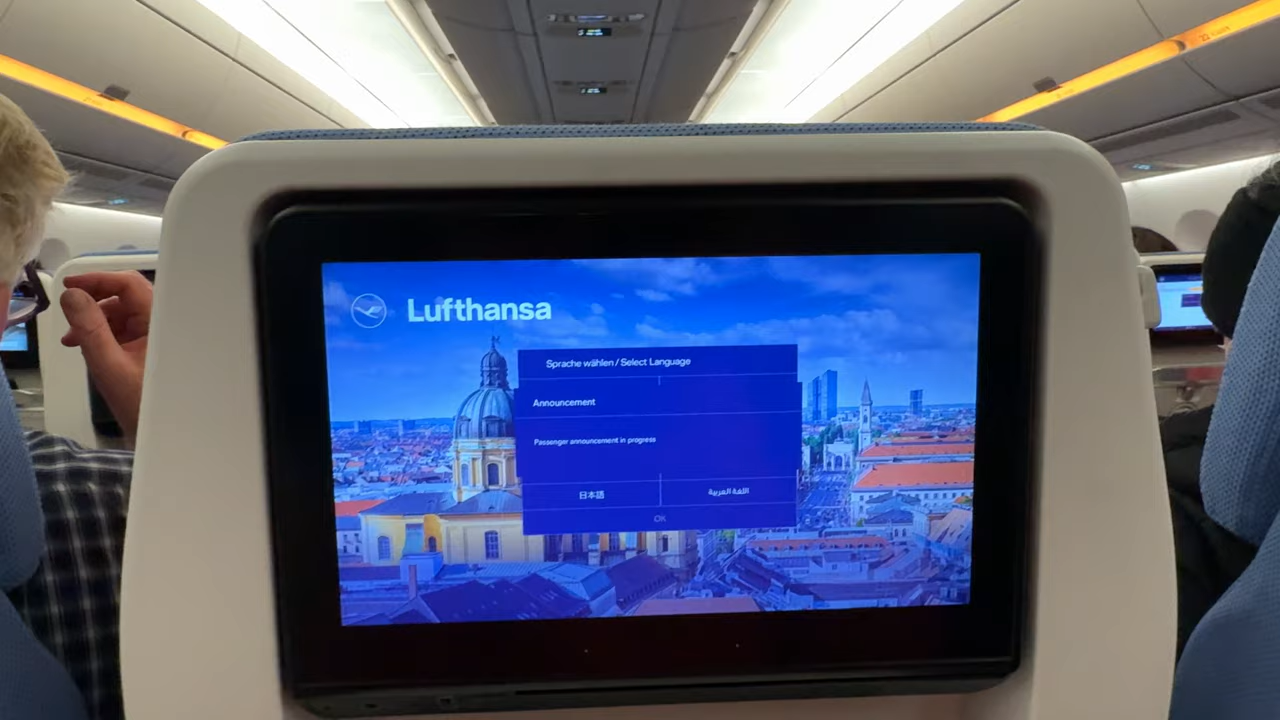 Lufthansa
Sprache wählen / Select Language
Announcement
Passenger announcement in progress
日本語
اللغة العربية
OK